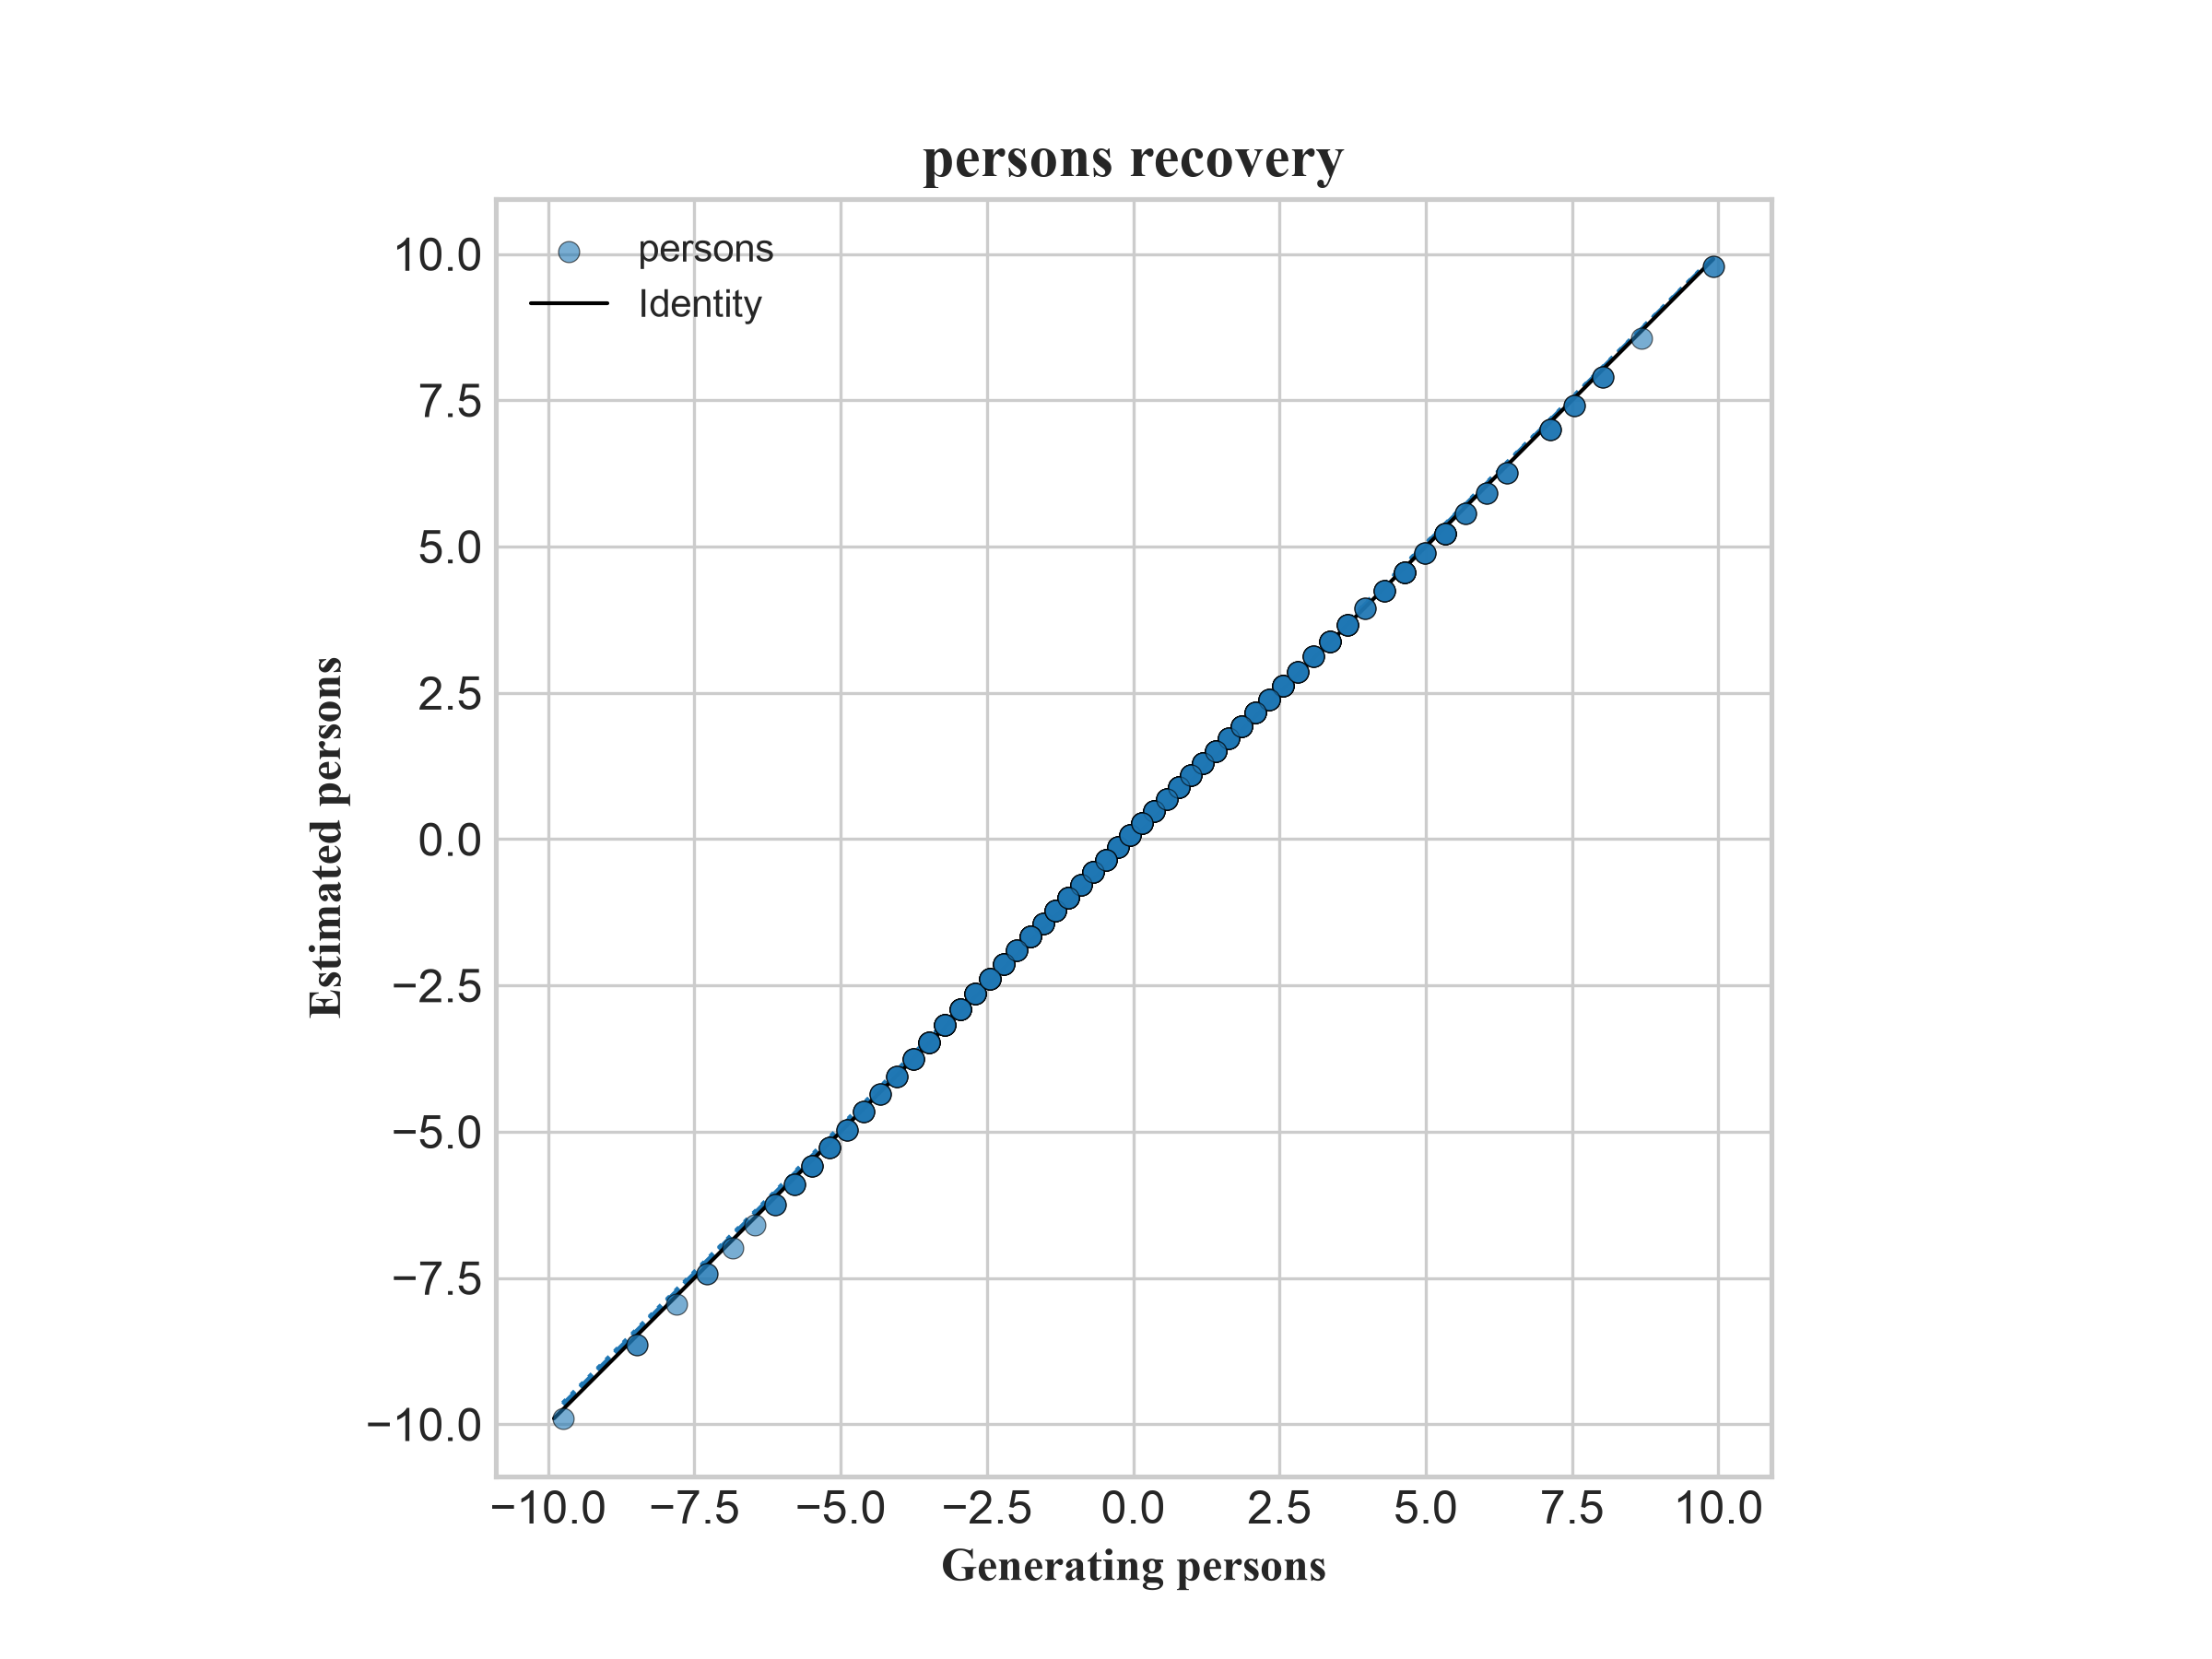 persons recovery
persons
Identity
10.0
7.5
5.0
2.5
0.0
−2.5
−5.0
−7.5
−10.0
Estimated persons
−10.0 −7.5 −5.0 −2.5 0.0 2.5 5.0 7.5 10.0
Generating persons